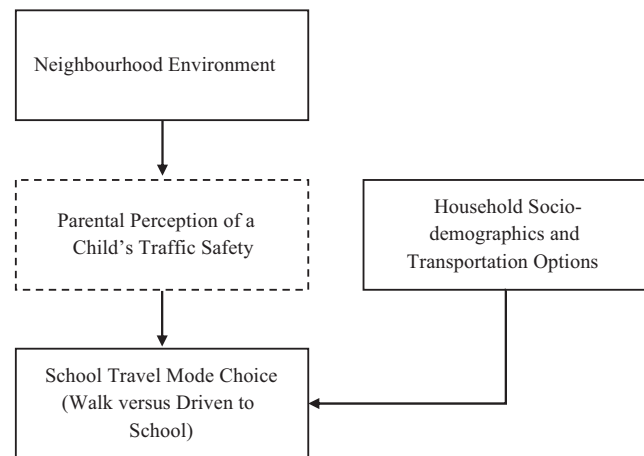 Neighbourhood Environment
Parental Perception of a
Child's Traffic Safety
Household Socio-
demographics and
Transportation Options
School Travel Mode Choice
(Walk versus Driven to
School)